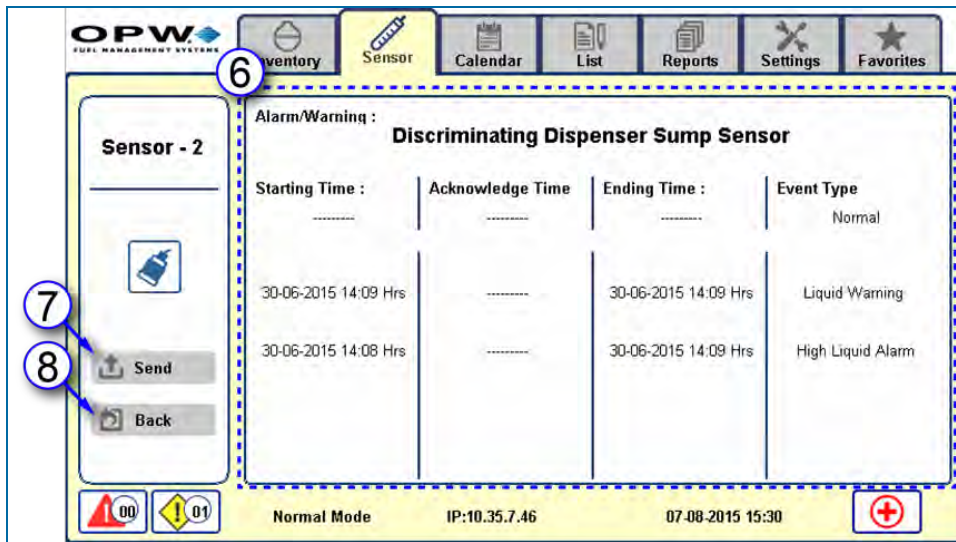 OPW
FUEL MANAGEMENT SYSTEMS
Sensor
Calendar
List
Reports
Settings
Favorites
6
Sensor - 2
7
Send
8
Back
Alarm/Warning :
Discriminating Dispenser Sump Sensor
Starting Time : Acknowledge Time Ending Time : Event Type
--------- --------- --------- Normal
30-06-2015 14:09 Hrs --------- 30-06-2015 14:09 Hrs Liquid Warning
30-06-2015 14:08 Hrs --------- 30-06-2015 14:09 Hrs High Liquid Alarm
00 01 Normal Mode IP:10.35.7.46 07-08-2015 15:30